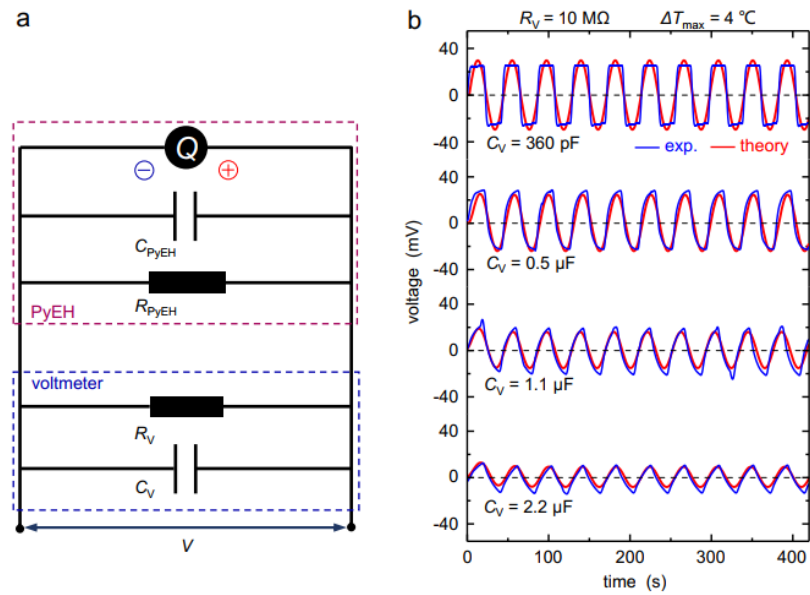 a
Q
⊖ ⊕
C_PyEH
R_PyEH
PyEH
voltmeter
R_V
C_V
V
b
R_V = 10 MΩ ΔT_max = 4 ℃
40
0
-40
C_V = 360 pF
exp. theory
40
0
-40
C_V = 0.5 µF
40
0
-40
C_V = 1.1 µF
40
0
-40
C_V = 2.2 µF
voltage (mV)
0 100 200 300 400
time (s)